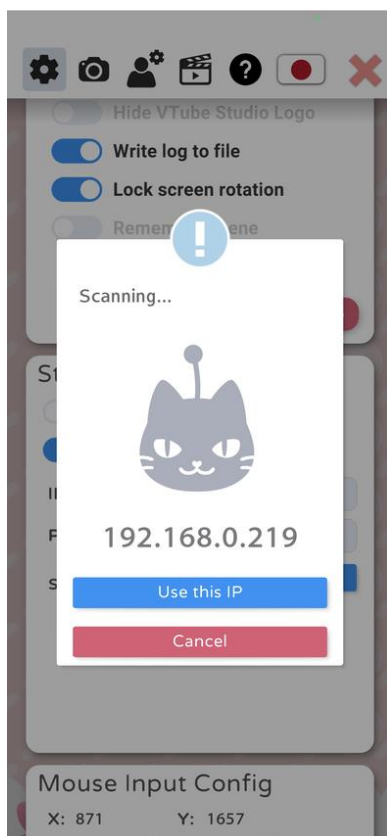 Hide VTube Studio Logo
Write log to file
Lock screen rotation
Scanning...
192.168.0.219
Use this IP
Cancel
Mouse Input Config
X: 871 Y: 1657